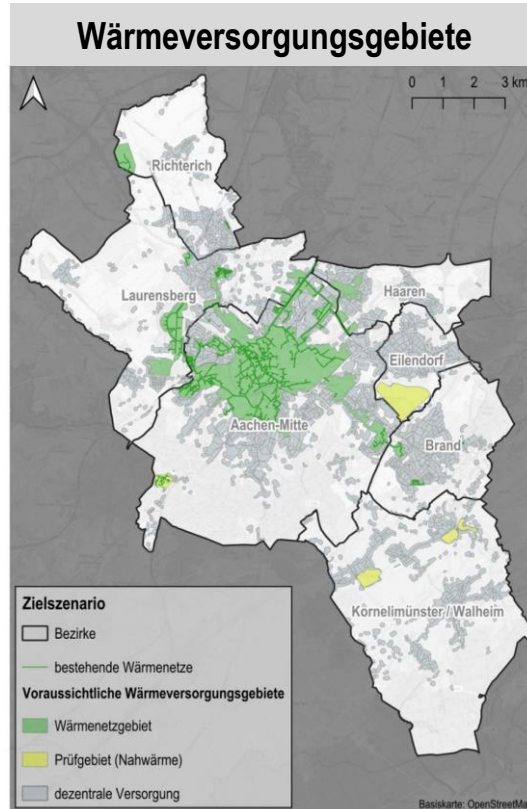 Wärmeversorgungsgebiete
0 1 2 3 km
Richterich
Laurensberg
Haaren
Eilendorf
Aachen-Mitte
Brand
Kornelimünster / Walheim
Zielszenario
Bezirke
bestehende Wärmenetze
Voraussichtliche Wärmeversorgungsgebiete
Wärmenetzgebiet
Prüfgebiet (Nahwärme)
dezentrale Versorgung
Basiskarte: OpenStreetMa